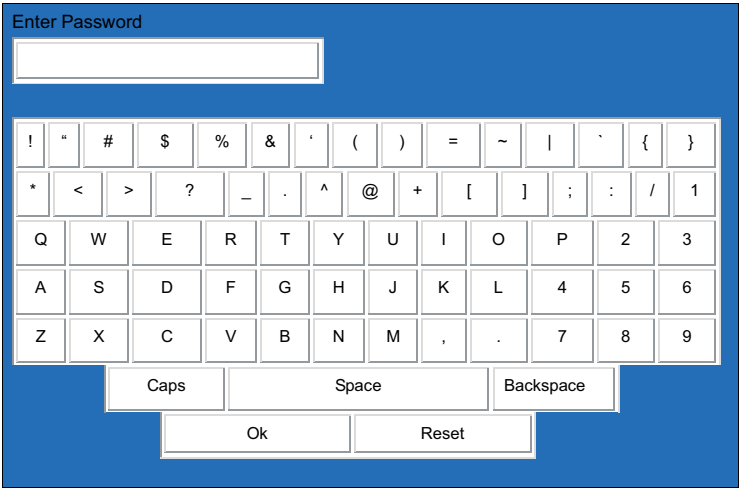 Enter Password
! “ # $ % & ‘ ( ) = ~ | ` { }
* < > ? _ . ^ @ + [ ] ; : / 1
Q W E R T Y U I O P 2 3
A S D F G H J K L 4 5 6
Z X C V B N M , . 7 8 9
Caps Space Backspace
Ok Reset